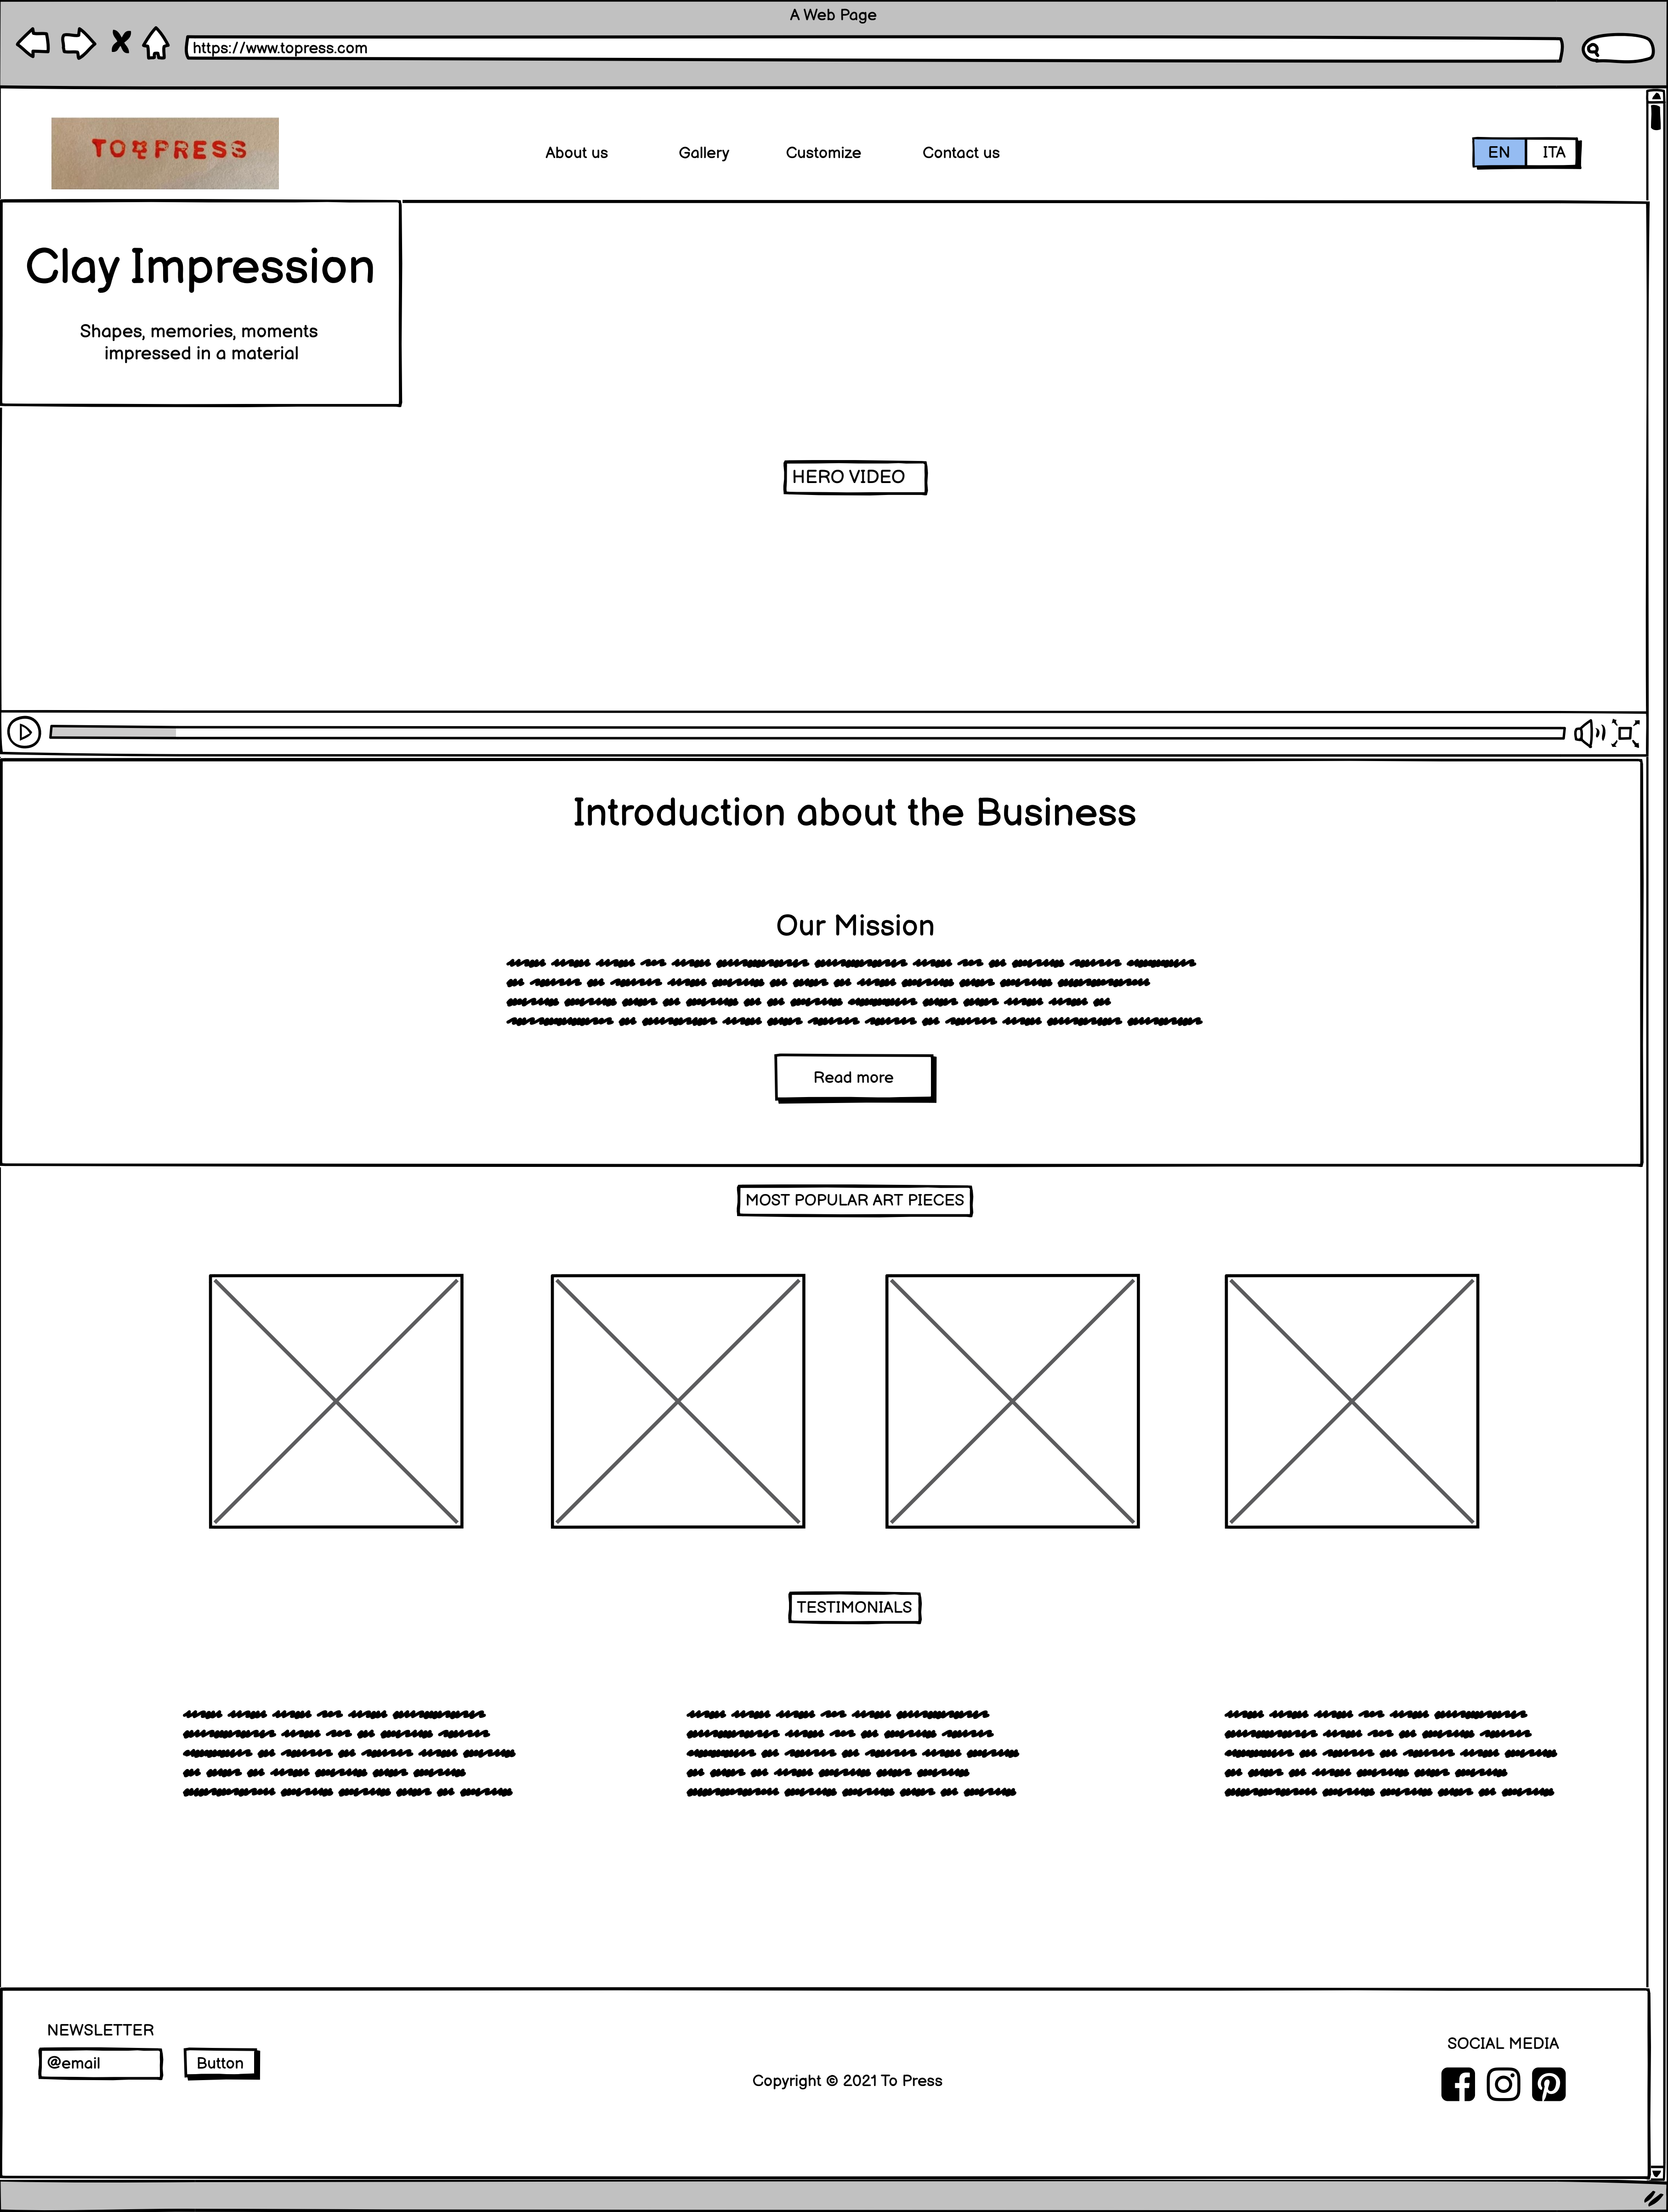 A Web Page
https://www.topress.com
TO PRESS
About us
Gallery
Customize
Contact us
EN
ITA
Clay Impression
Shapes, memories, moments
impressed in a material
HERO VIDEO
Introduction about the Business
Our Mission
Read more
MOST POPULAR ART PIECES
TESTIMONIALS
NEWSLETTER
@email
Button
Copyright © 2021 To Press
SOCIAL MEDIA